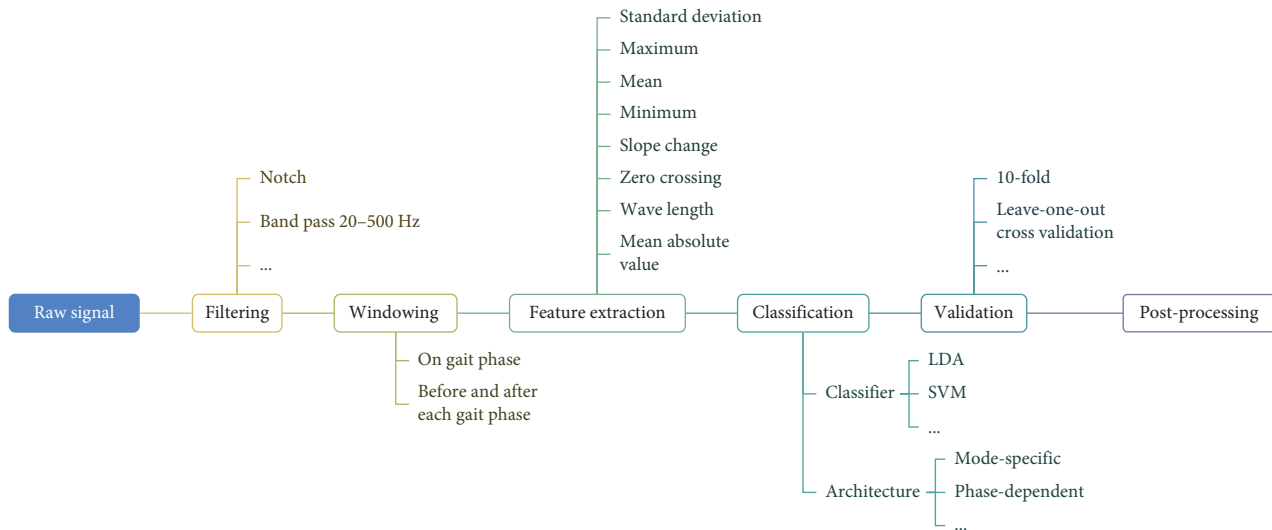 Standard deviation
Maximum
Mean
Minimum
Slope change
Zero crossing
Wave length
Mean absolute
value
Notch
Band pass 20–500 Hz
...
10-fold
Leave-one-out
cross validation
...
Raw signal
Filtering
Windowing
Feature extraction
Classification
Validation
Post-processing
On gait phase
Before and after
each gait phase
Classifier
LDA
SVM
...
Architecture
Mode-specific
Phase-dependent
...